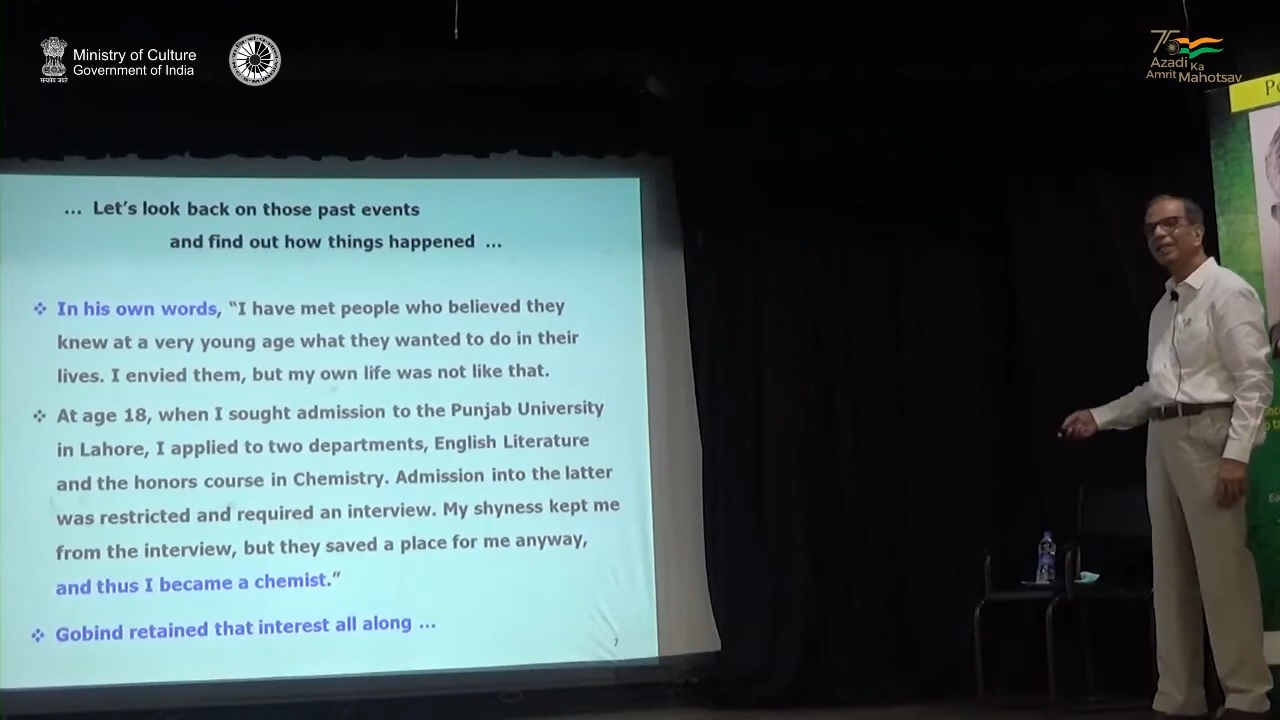 Ministry of Culture
Government of India
सत्यमेव जयते
75
Azadi
Ka
Amrit Mahotsav
... Let's look back on those past events
and find out how things happened ...
❖ In his own words, “I have met people who believed they
knew at a very young age what they wanted to do in their
lives. I envied them, but my own life was not like that.
❖ At age 18, when I sought admission to the Punjab University
in Lahore, I applied to two departments, English Literature
and the honors course in Chemistry. Admission into the latter
was restricted and required an interview. My shyness kept me
from the interview, but they saved a place for me anyway,
and thus I became a chemist.”
❖ Gobind retained that interest all along ...
7